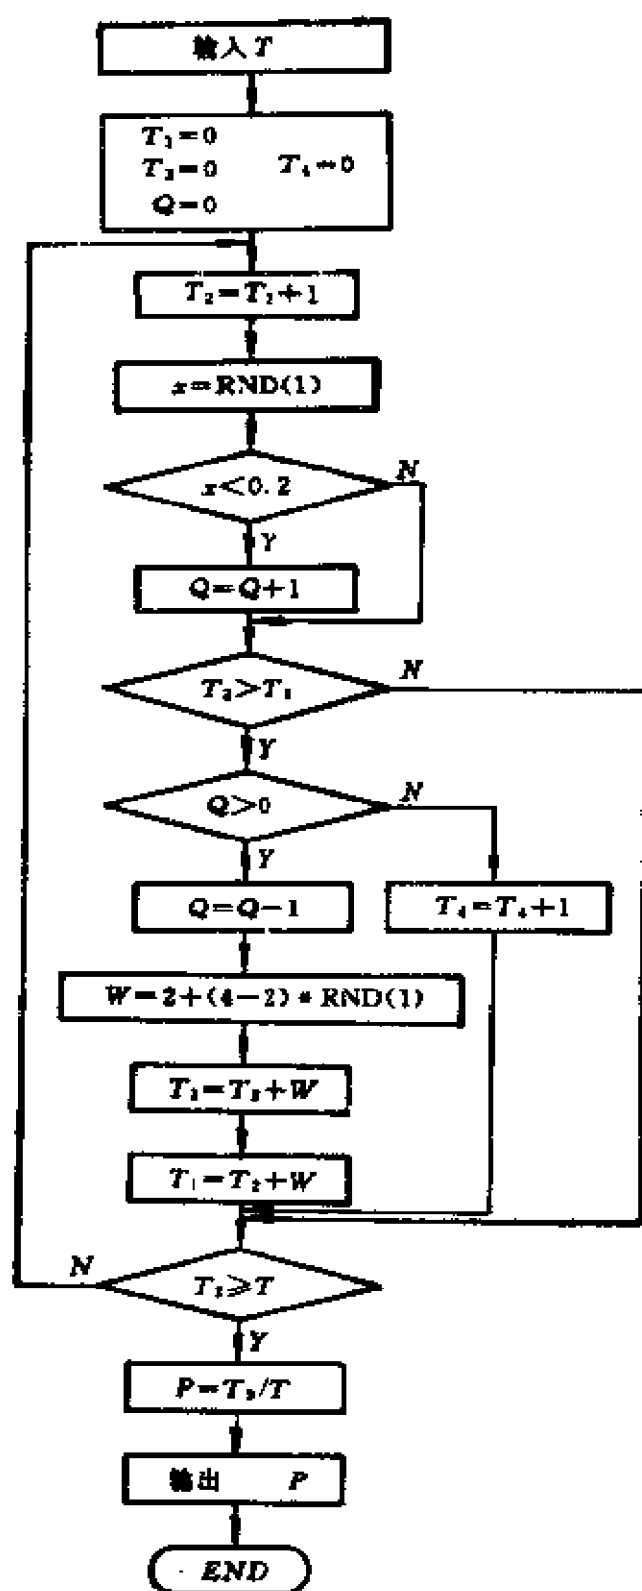 输入 T
T₁=0
T₃=0 T₄=0
Q=0
T₂=T₂+1
x=RND(1)
x<0.2
N
Y
Q=Q+1
T₂>T₁
N
Y
Q>0
N
Y
Q=Q-1
T₄=T₄+1
W=2+(4-2)*RND(1)
T₃=T₃+W
T₁=T₂+W
N
T₂⩾T
Y
P=T₃/T
输出 P
END